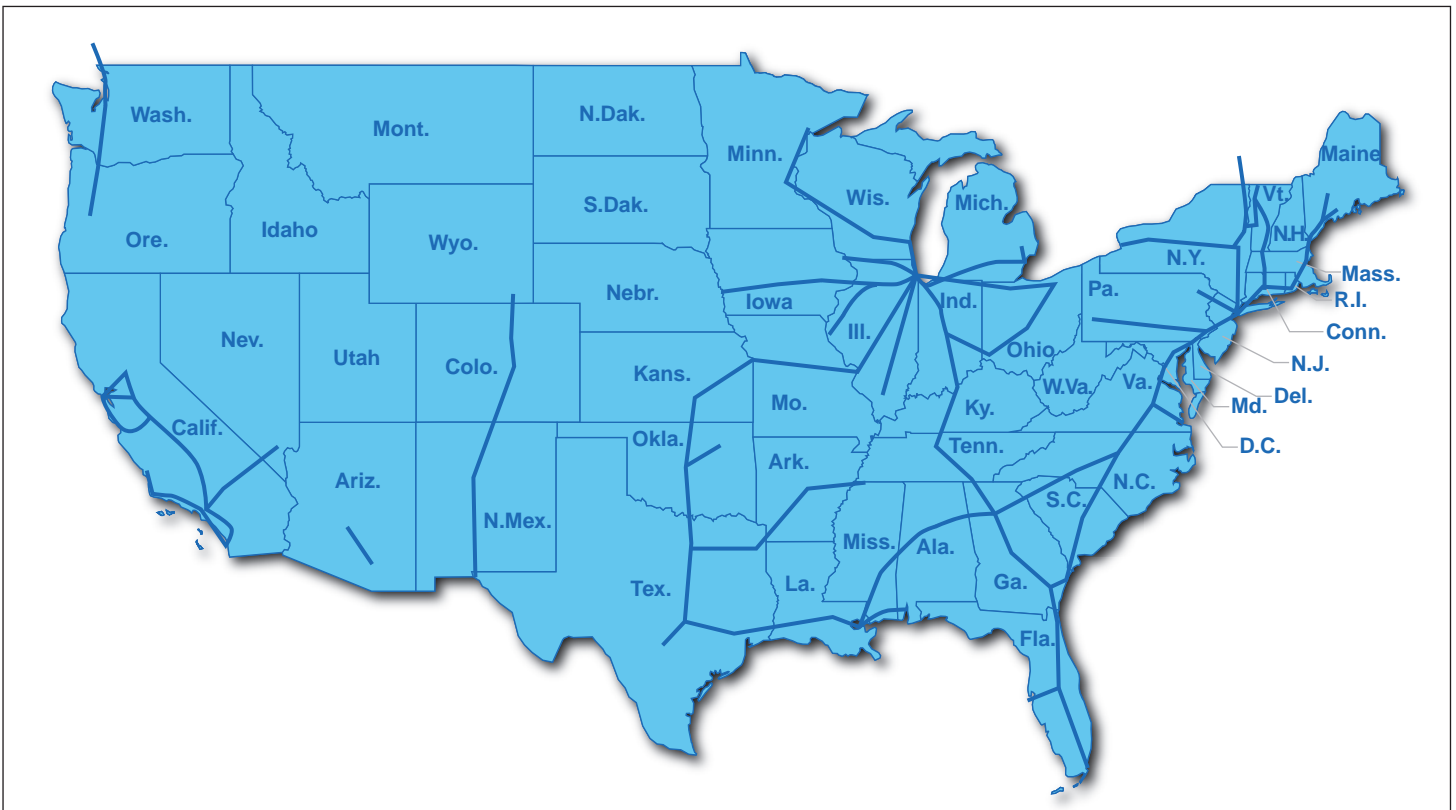 Wash.
Mont.
N.Dak.
Minn.
Maine
Wis.
Mich.
Vt.
S.Dak.
N.H.
Ore.
Idaho
Wyo.
N.Y.
Mass.
Nebr.
Iowa
Ind.
Pa.
R.I.
Nev.
Ill.
Conn.
Utah
Colo.
Ohio
N.J.
Kans.
W.Va.
Va.
Del.
Mo.
Ky.
Md.
Calif.
Okla.
Tenn.
D.C.
Ark.
Ariz.
N.C.
S.C.
N.Mex.
Miss.
Ala.
Tex.
La.
Ga.
Fla.